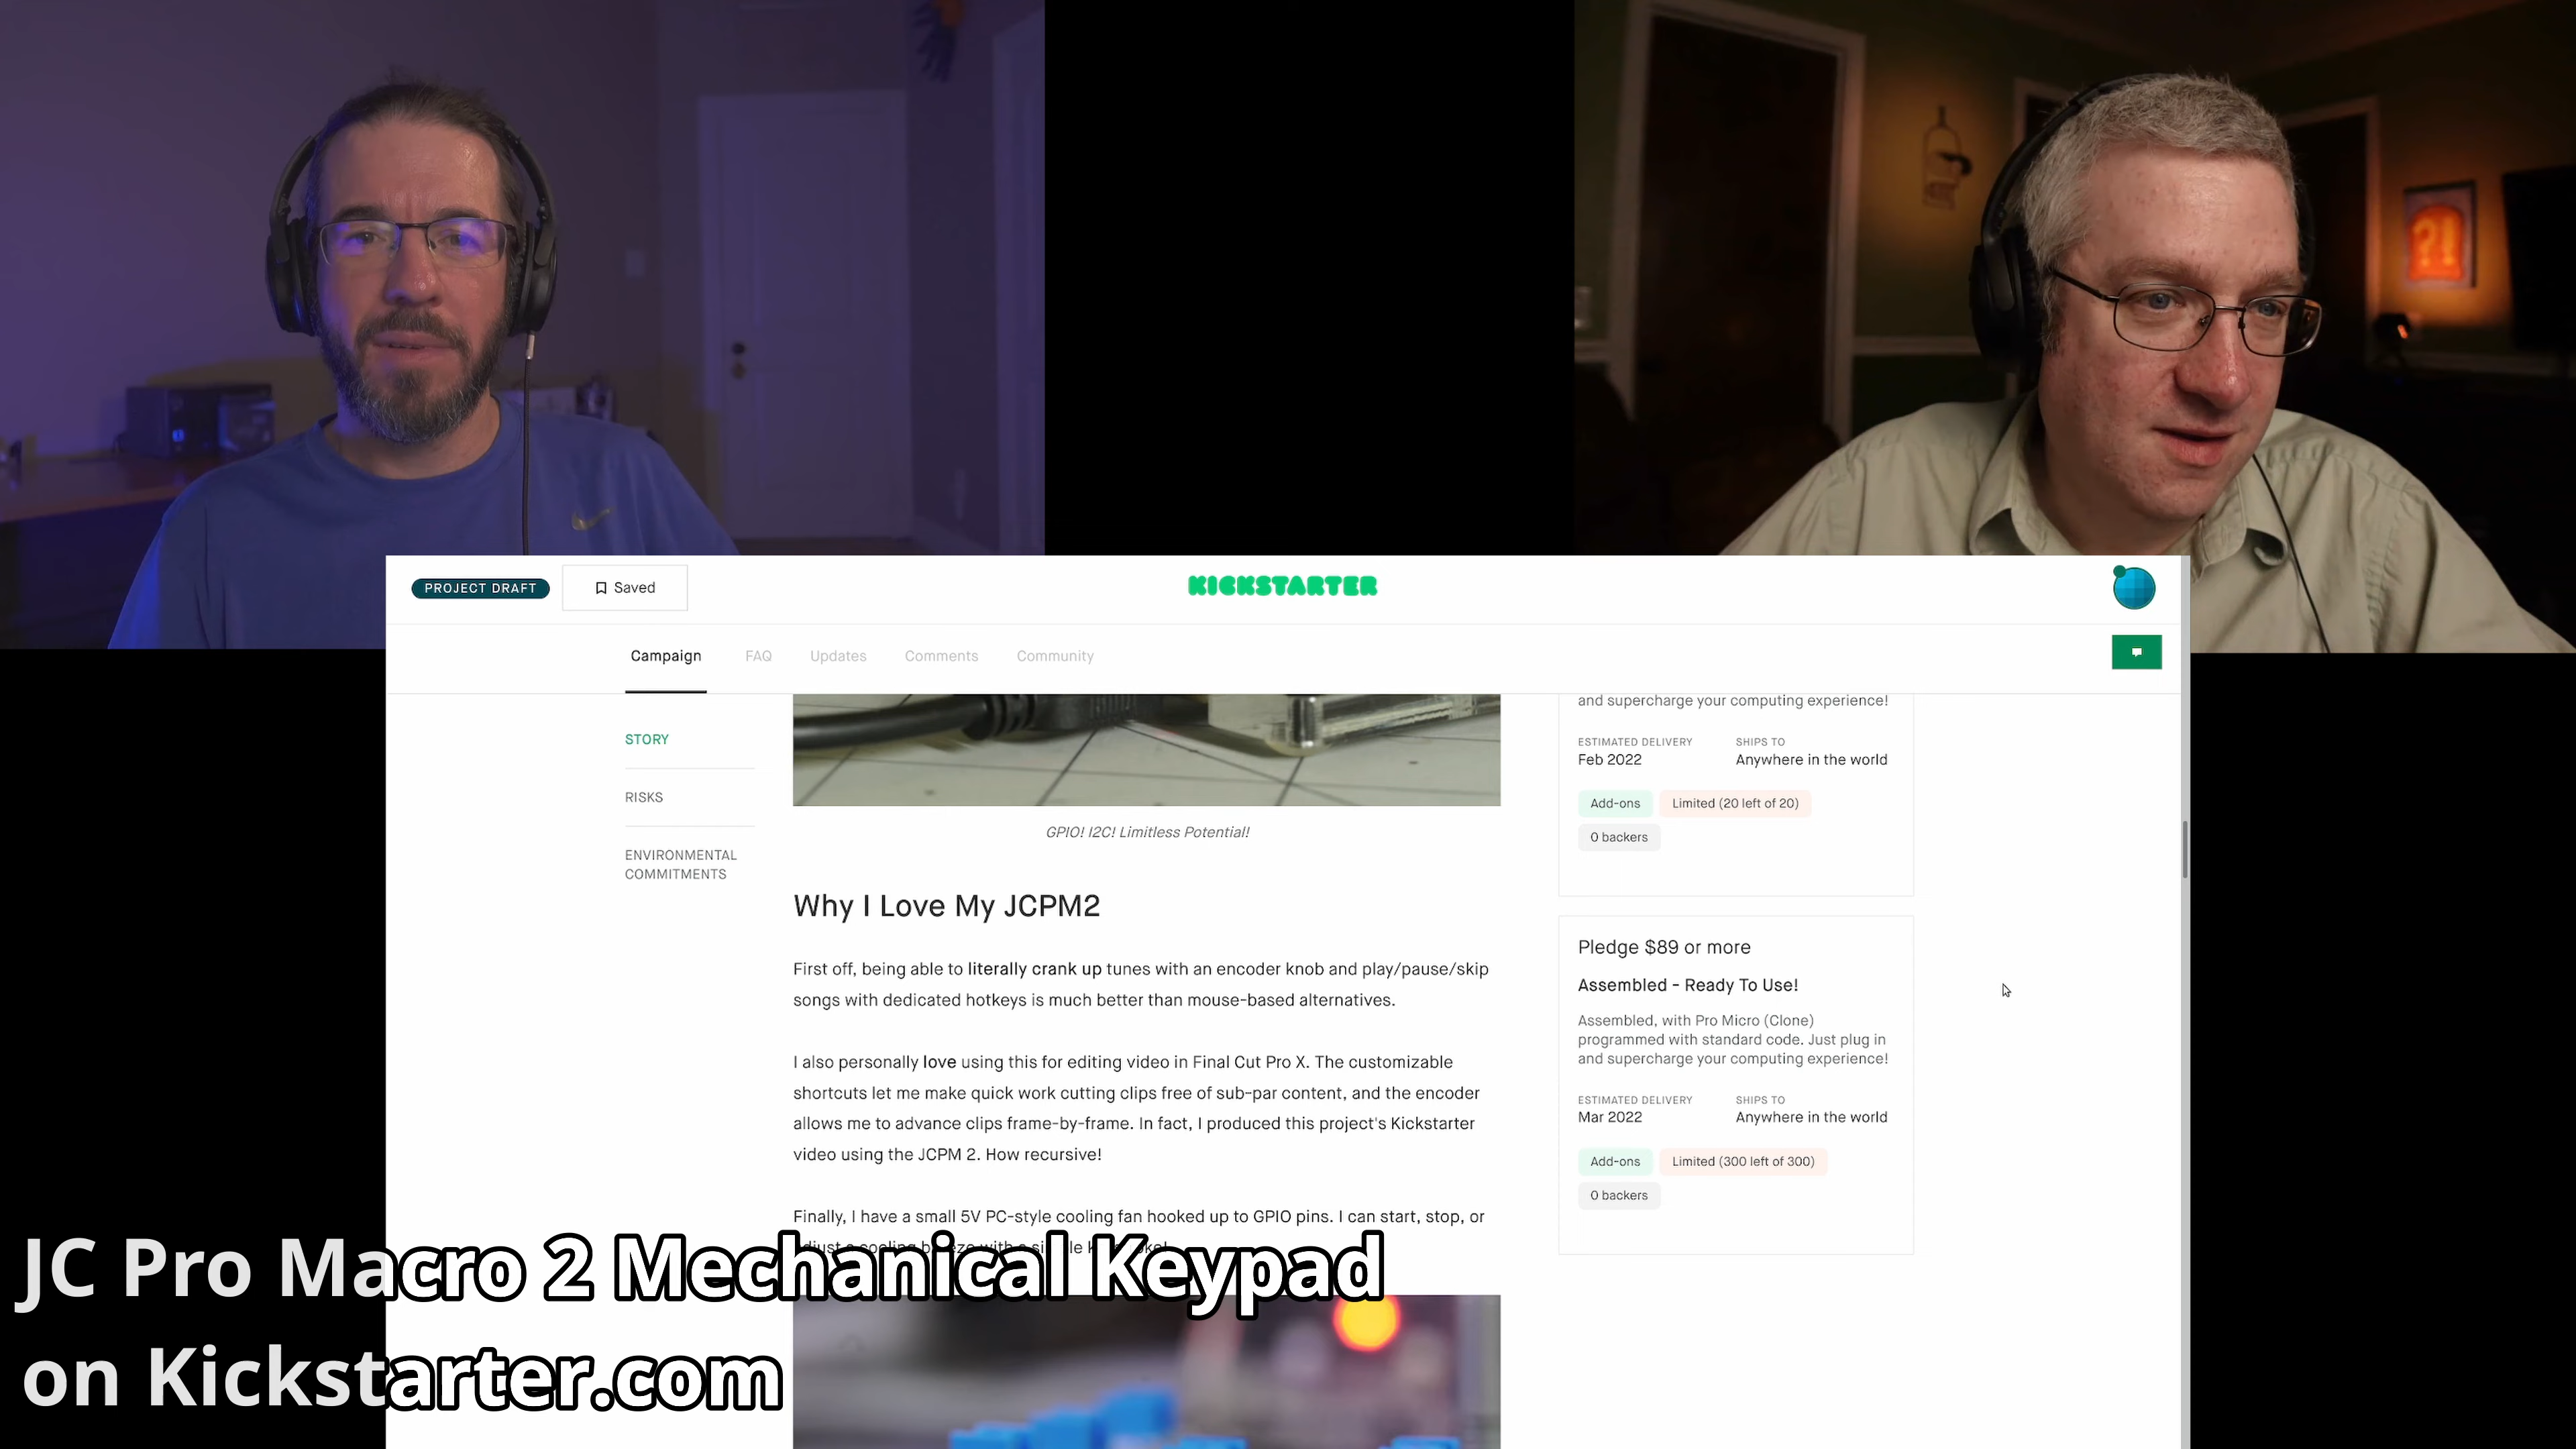 ?!
PROJECT DRAFT
Saved
KICKSTARTER
Campaign
FAQ
Updates
Comments
Community
STORY
RISKS
ENVIRONMENTAL
COMMITMENTS
GPIO! I2C! Limitless Potential!
Why I Love My JCPM2
First off, being able to literally crank up tunes with an encoder knob and play/pause/skip
songs with dedicated hotkeys is much better than mouse-based alternatives.
I also personally love using this for editing video in Final Cut Pro X. The customizable
shortcuts let me make quick work cutting clips free of sub-par content, and the encoder
allows me to advance clips frame-by-frame. In fact, I produced this project's Kickstarter
video using the JCPM 2. How recursive!
Finally, I have a small 5V PC-style cooling fan hooked up to GPIO pins. I can start, stop, or
and supercharge your computing experience!
ESTIMATED DELIVERY
Feb 2022
SHIPS TO
Anywhere in the world
Add-ons
Limited (20 left of 20)
0 backers
Pledge $89 or more
Assembled - Ready To Use!
Assembled, with Pro Micro (Clone)
programmed with standard code. Just plug in
and supercharge your computing experience!
ESTIMATED DELIVERY
Mar 2022
SHIPS TO
Anywhere in the world
Add-ons
Limited (300 left of 300)
0 backers
JC Pro Macro 2 Mechanical Keypad
on Kickstarter.com